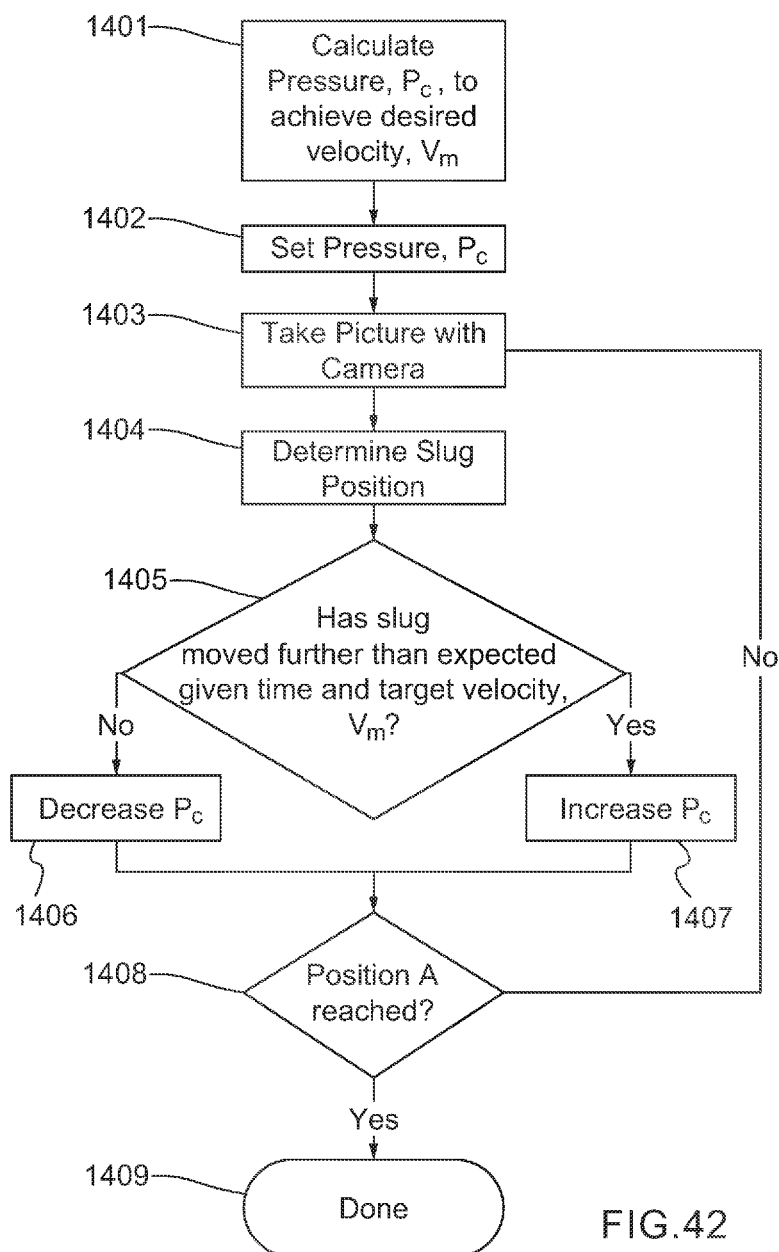 1401
Calculate
Pressure, Pc, to
achieve desired
velocity, Vm
1402
Set Pressure, Pc
1403
Take Picture with
Camera
1404
Determine Slug
Position
1405
Has slug
moved further than expected
given time and target velocity,
Vm?
No
Yes
No
Decrease Pc
Increase Pc
1406
1407
1408
Position A
reached?
Yes
1409
Done
FIG.42